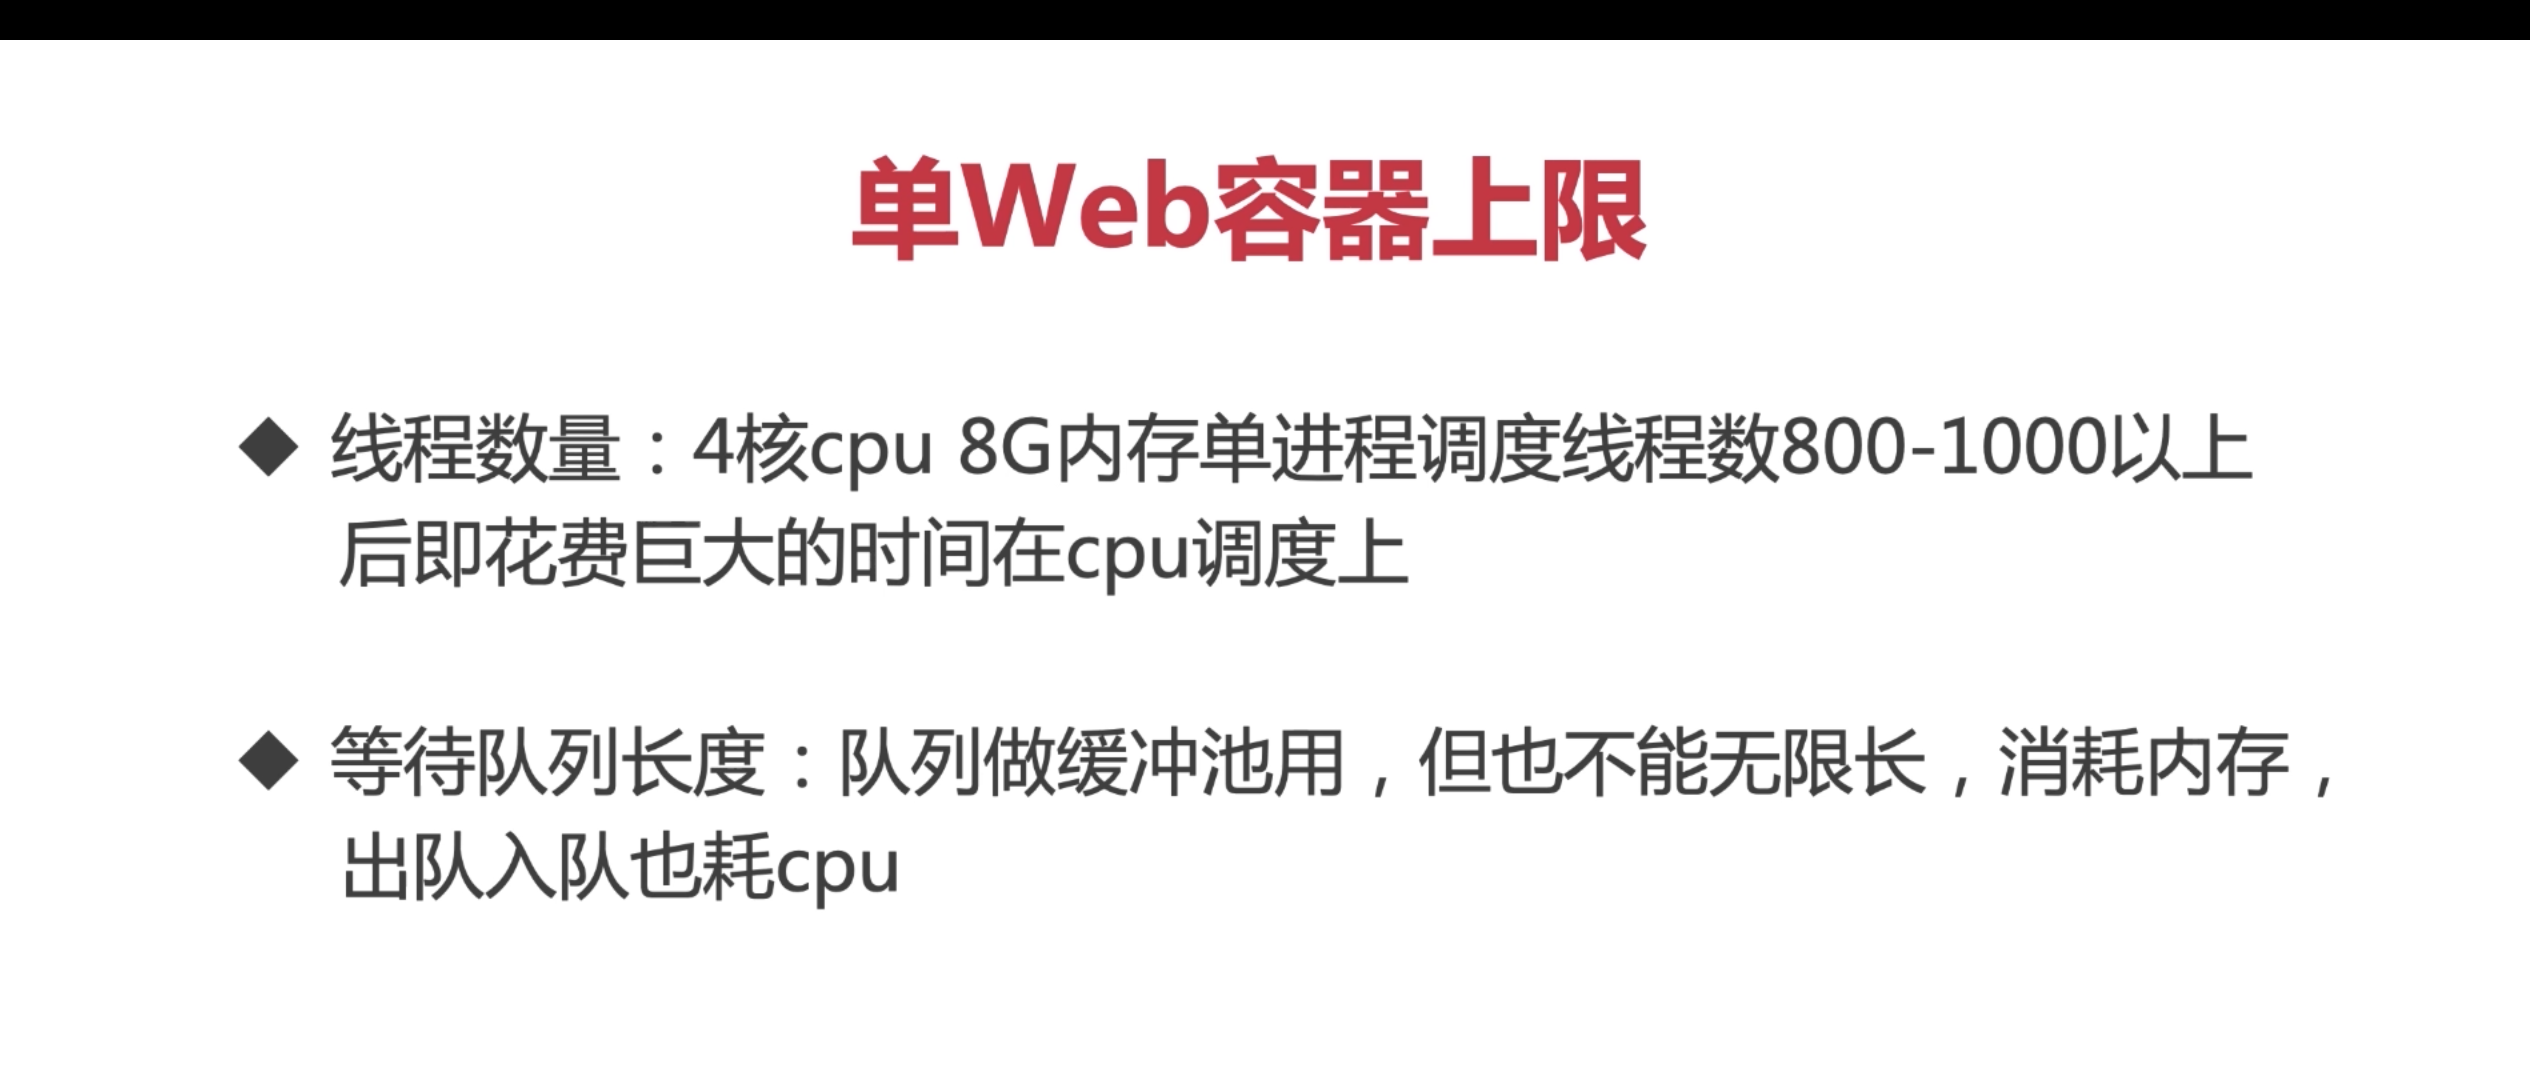 单Web容器上限
◆ 线程数量：4核cpu 8G内存单进程调度线程数800-1000以上
后即花费巨大的时间在cpu调度上
◆ 等待队列长度：队列做缓冲池用，但也不能无限长，消耗内存，
出队入队也耗cpu